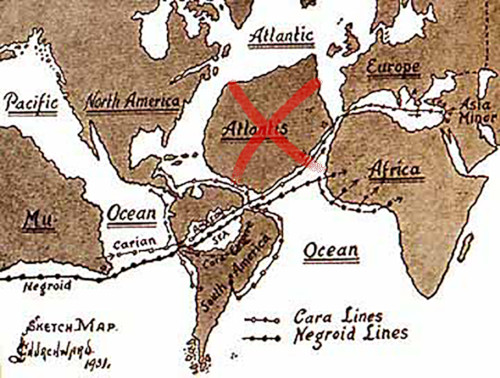 Atlantic
Europe
Pacific
North America
Asia
Minor
Atlantis
Africa
Mu
Ocean
Carian
Amazon
Sea
South America
Ocean
Negroid
Cara Lines
Negroid Lines
Sketch Map.
Churchward
1931.